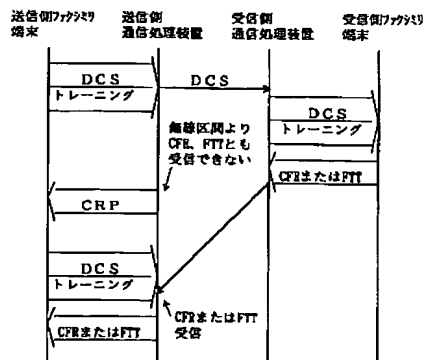 送信側ファクシミリ
端末
送信側
通信処理装置
受信側
通信処理装置
受信側ファクシミリ
端末
DCS
トレーニング
DCS
DCS
トレーニング
無線区間より
CFR、FTTとも
受信できない
CFRまたはFTT
CRP
DCS
トレーニング
CFRまたはFTT
受信
CFRまたはFTT